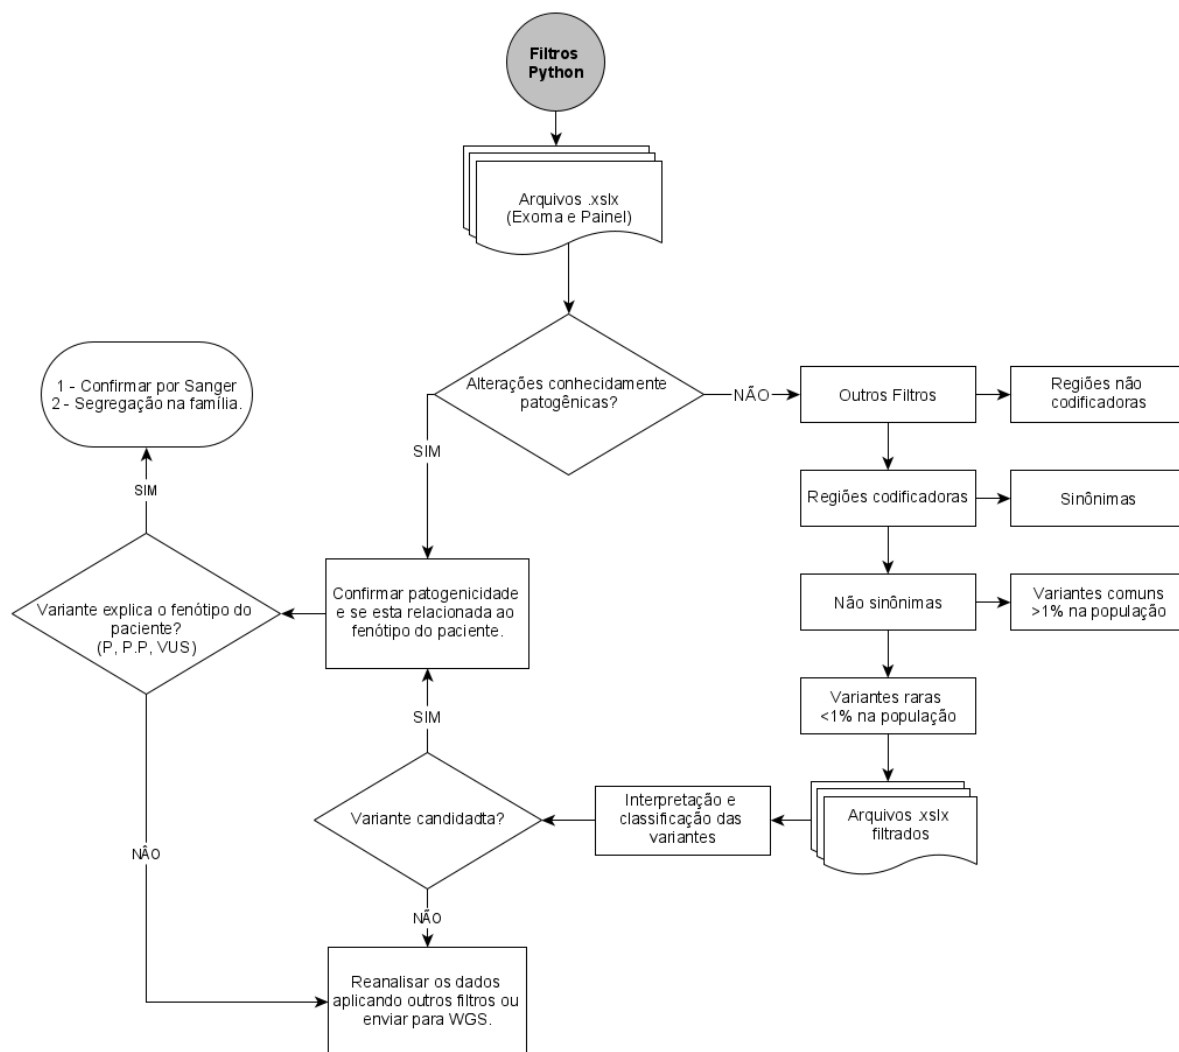 Filtros
Python
Arquivos .xslx
(Exoma e Painel)
Alterações conhecidamente
patogênicas?
NÃO
Outros Filtros
Regiões não
codificadoras
SIM
Regiões codificadoras
Sinônimas
Não sinônimas
Variantes comuns
>1% na população
Variantes raras
<1% na população
Arquivos .xslx
filtrados
Interpretação e
classificação das
variantes
Variante candidadta?
SIM
Confirmar patogenicidade
e se esta relacionada ao
fenótipo do paciente.
Variante explica o fenótipo do
paciente?
(P, P.P, VUS)
SIM
1 - Confirmar por Sanger
2 - Segregação na família.
NÃO
NÃO
Reanalisar os dados
aplicando outros filtros ou
enviar para WGS.